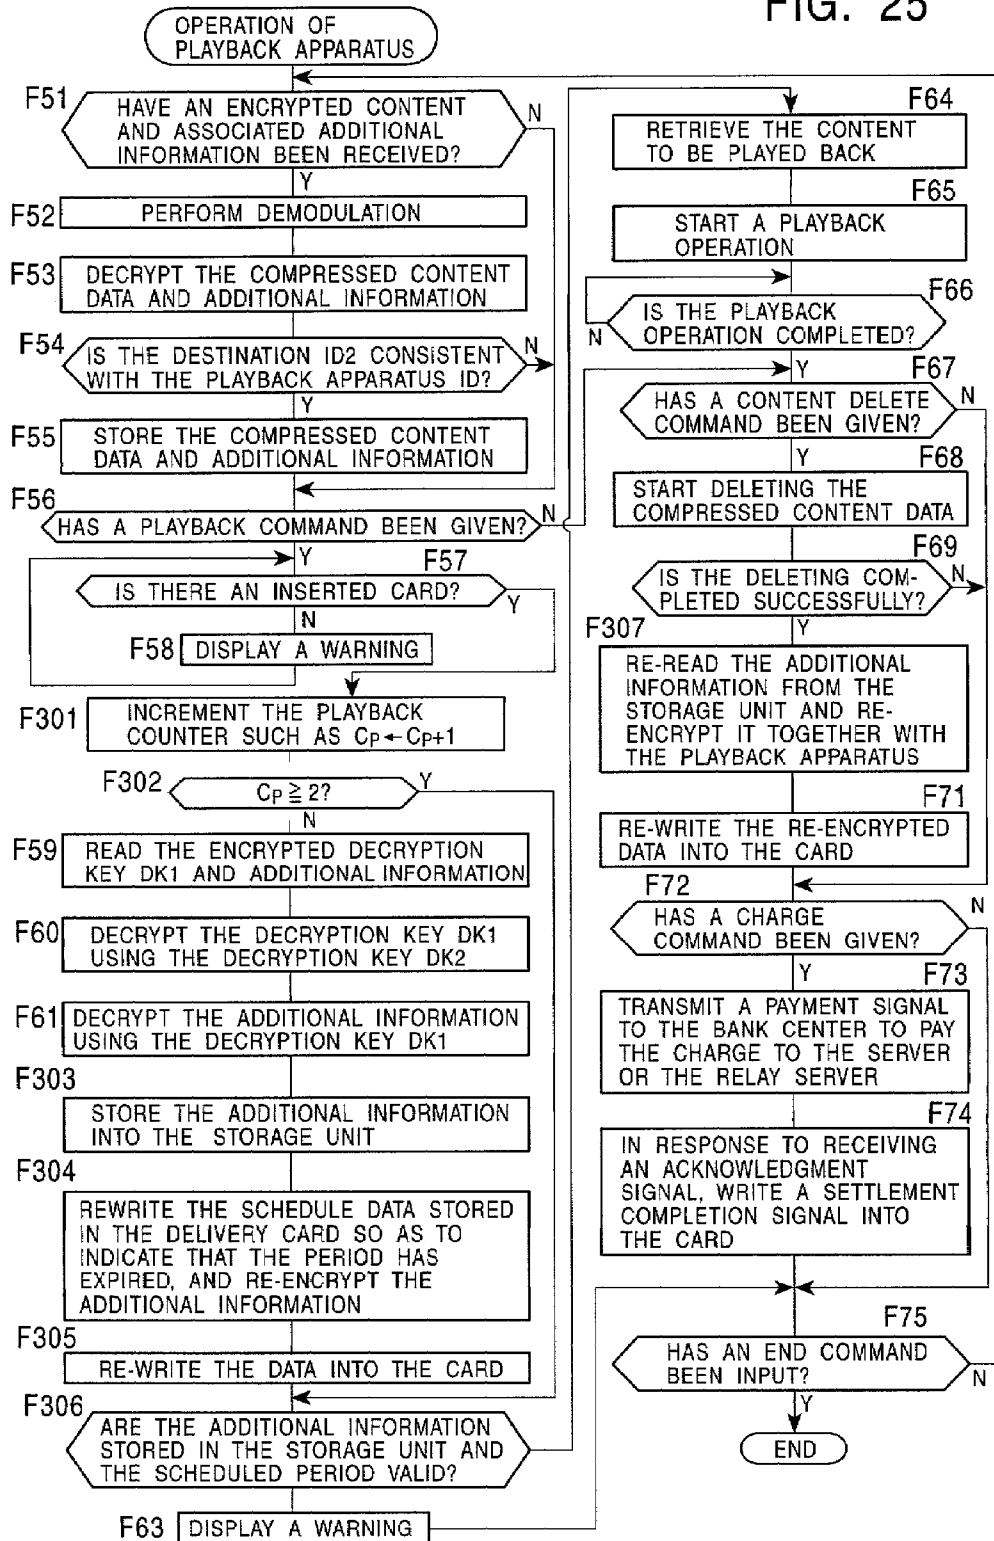 FIG. 25
OPERATION OF
PLAYBACK APPARATUS
F51
HAVE AN ENCRYPTED CONTENT
AND ASSOCIATED ADDITIONAL
INFORMATION BEEN RECEIVED?
N
Y
F52
PERFORM DEMODULATION
F53
DECRYPT THE COMPRESSED CONTENT
DATA AND ADDITIONAL INFORMATION
F54
IS THE DESTINATION ID2 CONSISTENT
WITH THE PLAYBACK APPARATUS ID?
N
Y
F55
STORE THE COMPRESSED CONTENT
DATA AND ADDITIONAL INFORMATION
F56
HAS A PLAYBACK COMMAND BEEN GIVEN?
N
Y
F57
IS THERE AN INSERTED CARD?
Y
N
F58
DISPLAY A WARNING
F301
INCREMENT THE PLAYBACK
COUNTER SUCH AS CP←CP+1
F302
CP≧2?
Y
N
F59
READ THE ENCRYPTED DECRYPTION
KEY DK1 AND ADDITIONAL INFORMATION
F60
DECRYPT THE DECRYPTION KEY DK1
USING THE DECRYPTION KEY DK2
F61
DECRYPT THE ADDITIONAL INFORMATION
USING THE DECRYPTION KEY DK1
F303
STORE THE ADDITIONAL INFORMATION
INTO THE STORAGE UNIT
F304
REWRITE THE SCHEDULE DATA STORED
IN THE DELIVERY CARD SO AS TO
INDICATE THAT THE PERIOD HAS
EXPIRED, AND RE-ENCRYPT THE
ADDITIONAL INFORMATION
F305
RE-WRITE THE DATA INTO THE CARD
F306
ARE THE ADDITIONAL INFORMATION
STORED IN THE STORAGE UNIT AND
THE SCHEDULED PERIOD VALID?
F63
DISPLAY A WARNING
F64
RETRIEVE THE CONTENT
TO BE PLAYED BACK
F65
START A PLAYBACK
OPERATION
F66
IS THE PLAYBACK
OPERATION COMPLETED?
N
Y
F67
HAS A CONTENT DELETE
COMMAND BEEN GIVEN?
N
Y
F68
START DELETING THE
COMPRESSED CONTENT DATA
F69
IS THE DELETING COM-
PLETED SUCCESSFULLY?
N
Y
F307
RE-READ THE ADDITIONAL
INFORMATION FROM THE
STORAGE UNIT AND RE-
ENCRYPT IT TOGETHER WITH
THE PLAYBACK APPARATUS
F71
RE-WRITE THE RE-ENCRYPTED
DATA INTO THE CARD
F72
HAS A CHARGE
COMMAND BEEN GIVEN?
N
Y
F73
TRANSMIT A PAYMENT SIGNAL
TO THE BANK CENTER TO PAY
THE CHARGE TO THE SERVER
OR THE RELAY SERVER
F74
IN RESPONSE TO RECEIVING
AN ACKNOWLEDGMENT
SIGNAL, WRITE A SETTLEMENT
COMPLETION SIGNAL INTO
THE CARD
F75
HAS AN END COMMAND
BEEN INPUT?
N
Y
END